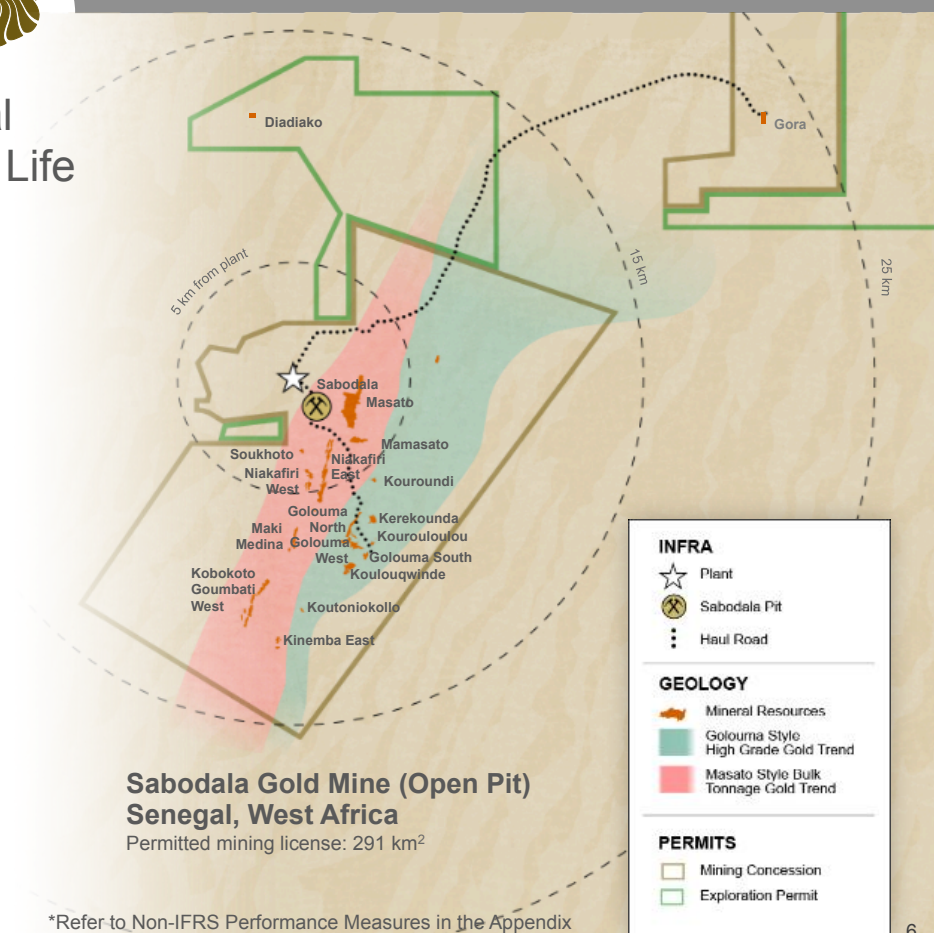 al
Life
Diadiako
Gora
5 km from plant
15 km
25 km
Sabodala
Masato
Mamasato
Soukhoto
Niakafiri
East
Niakafiri
West
Kouroundi
Golouma
North
Kerekounda
Maki
Medina
Golouma
West
Kourouloulou
Golouma South
Koulouqwinde
Kobokoto
Goumbati
West
Koutoniokollo
Kinemba East
INFRA
Plant
Sabodala Pit
Haul Road
GEOLOGY
Mineral Resources
Golouma Style
High Grade Gold Trend
Masato Style Bulk
Tonnage Gold Trend
PERMITS
Mining Concession
Exploration Permit
Sabodala Gold Mine (Open Pit)
Senegal, West Africa
Permitted mining license: 291 km²
*Refer to Non-IFRS Performance Measures in the Appendix
6